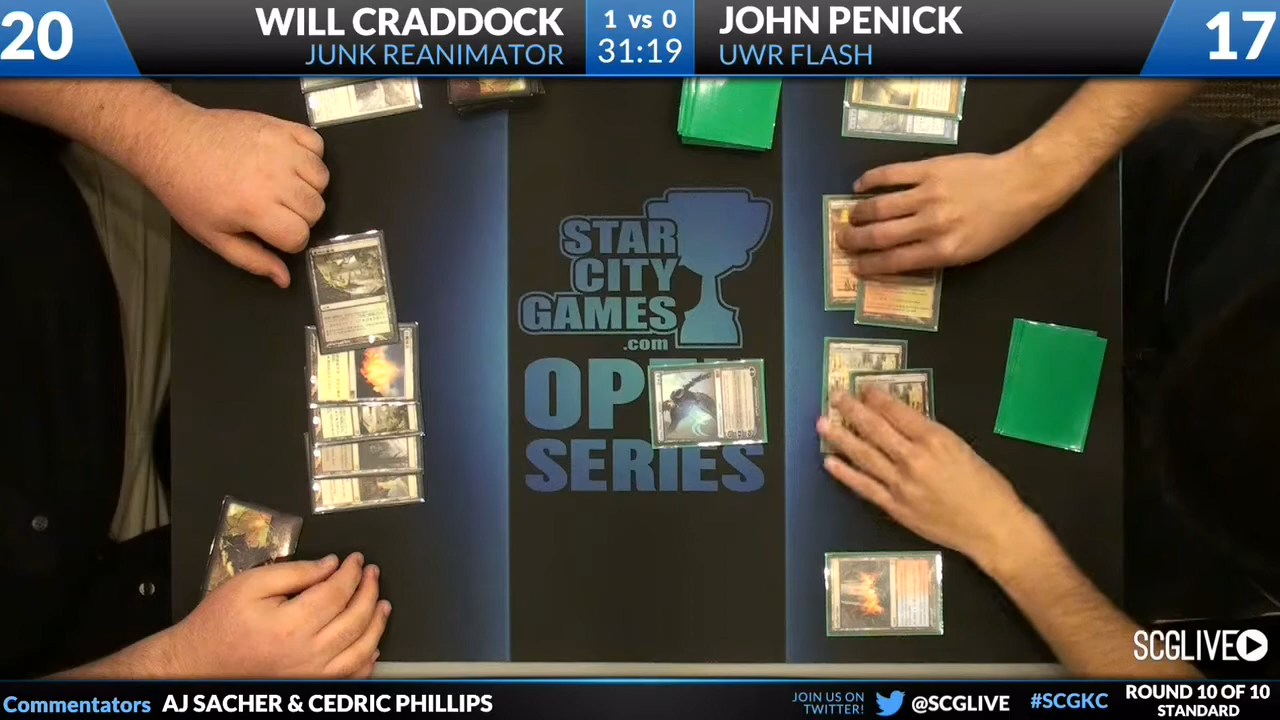 20
WILL CRADDOCK
JUNK REANIMATOR
1 vs 0
31:19
JOHN PENICK
UWR FLASH
17
STAR
CITY
GAMES
.com
OPEN
SERIES
SCGLIVE
Commentators AJ SACHER & CEDRIC PHILLIPS
JOIN US ON
TWITTER!
@SCGLIVE
#SCGKC
ROUND 10 OF 10
STANDARD